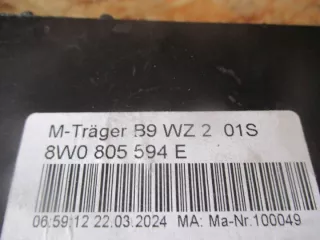 M-Träger B9 WZ 2 01S
8W0 805 594 E
06:59:12 22.03.2024 MA: Ma-Nr.100049